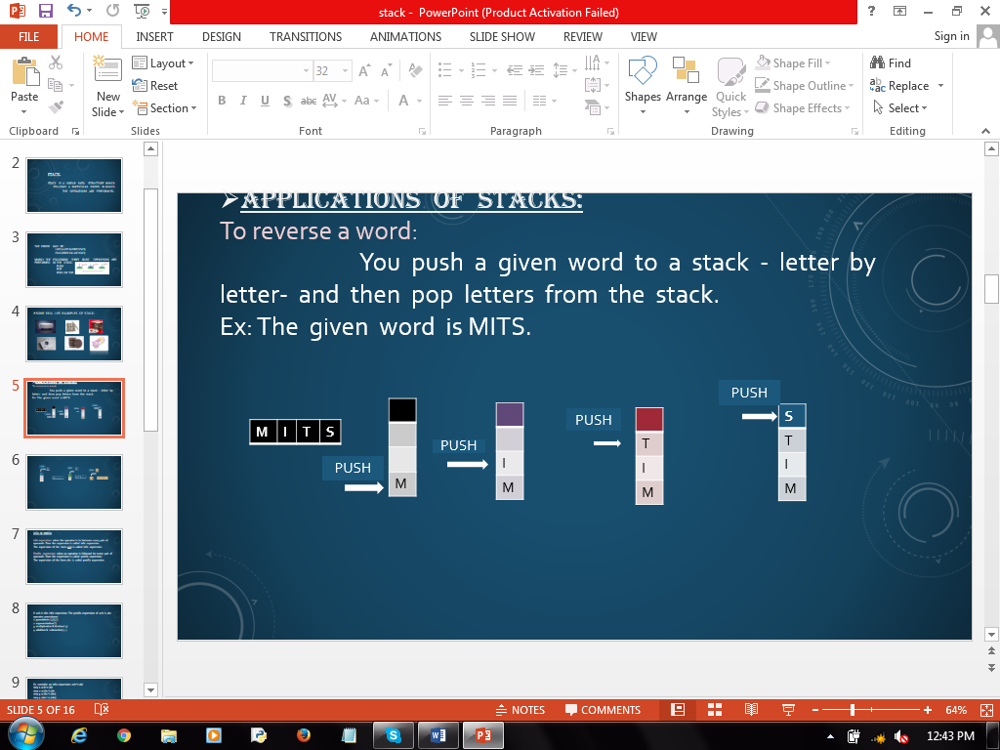 stack - PowerPoint (Product Activation Failed)
FILE HOME INSERT DESIGN TRANSITIONS ANIMATIONS SLIDE SHOW REVIEW VIEW Sign in
Paste
New Slide
Layout
Reset
Section
32
B I U S abc AV Aa A
Shapes
Arrange
Quick Styles
Shape Fill
Shape Outline
Shape Effects
Find
Replace
Select
Clipboard Slides Font Paragraph Drawing Editing
2
STACK:
3
4
5
6
7
8
9
➢APPLICATIONS OF STACKS:
To reverse a word:
You push a given word to a stack - letter by
letter- and then pop letters from the stack.
Ex: The given word is MITS.
M I T S
PUSH
M
PUSH
I
M
PUSH
T
I
M
PUSH
S
T
I
M
SLIDE 5 OF 16 NOTES COMMENTS 64%
12:43 PM